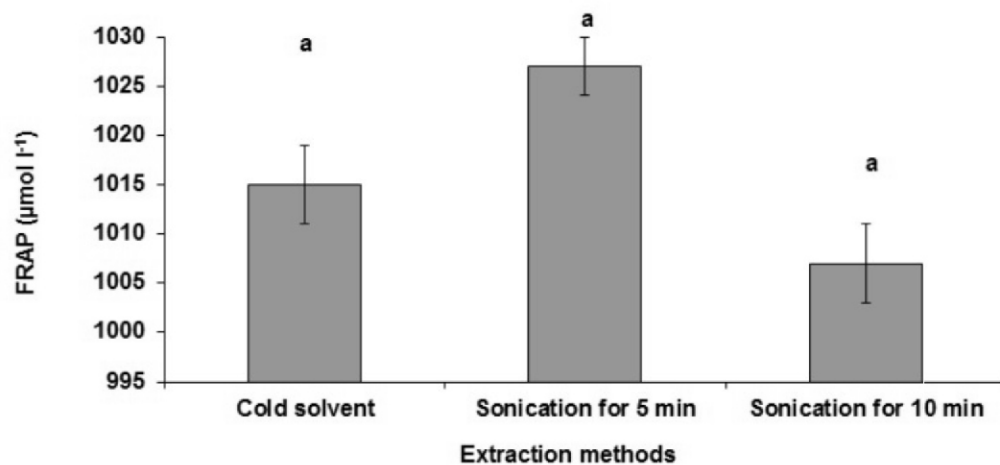 1030
1025
1020
1015
1010
1005
1000
995
FRAP (µmol l⁻¹)
a
a
a
Cold solvent
Sonication for 5 min
Sonication for 10 min
Extraction methods